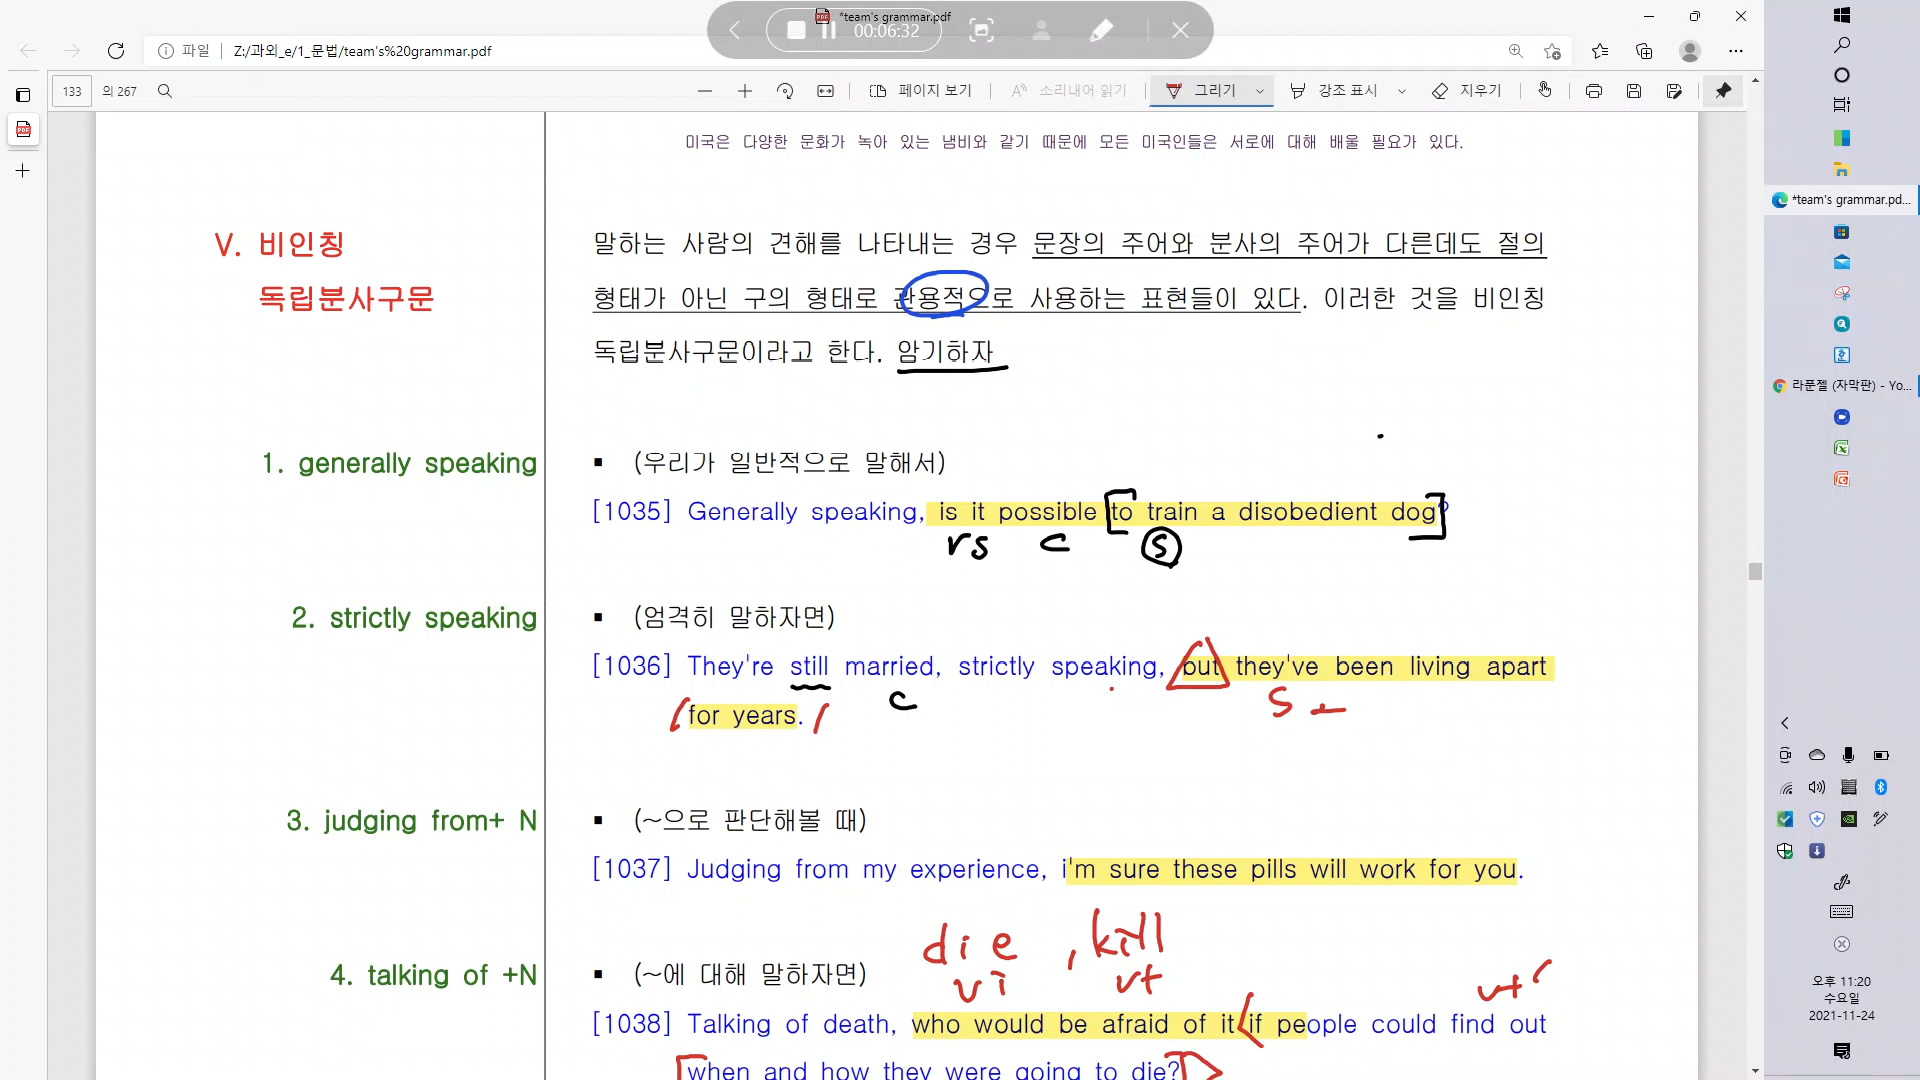 *team's grammar.pdf
00:06:32
파일
Z:/과외_e/1_문법/team's%20grammar.pdf
133 의 267
페이지 보기
소리내어 읽기
그리기
강조 표시
지우기
미국은 다양한 문화가 녹아 있는 냄비와 같기 때문에 모든 미국인들은 서로에 대해 배울 필요가 있다.
V. 비인칭
독립분사구문
말하는 사람의 견해를 나타내는 경우 문장의 주어와 분사의 주어가 다른데도 절의
형태가 아닌 구의 형태로 관용적으로 사용하는 표현들이 있다. 이러한 것을 비인칭
독립분사구문이라고 한다. 암기하자
1. generally speaking
▪ (우리가 일반적으로 말해서)
[1035] Generally speaking, is it possible to train a disobedient dog?
vs c s
2. strictly speaking
▪ (엄격히 말하자면)
[1036] They're still married, strictly speaking, but they've been living apart
c s
for years.
3. judging from+ N
▪ (~으로 판단해볼 때)
[1037] Judging from my experience, i'm sure these pills will work for you.
die , kill
4. talking of +N
▪ (~에 대해 말하자면)
vi vt vt
[1038] Talking of death, who would be afraid of it if people could find out
when and how they were going to die?
*team's grammar.pd...
라푼젤 (자막판) - Yo...
오후 11:20
수요일
2021-11-24